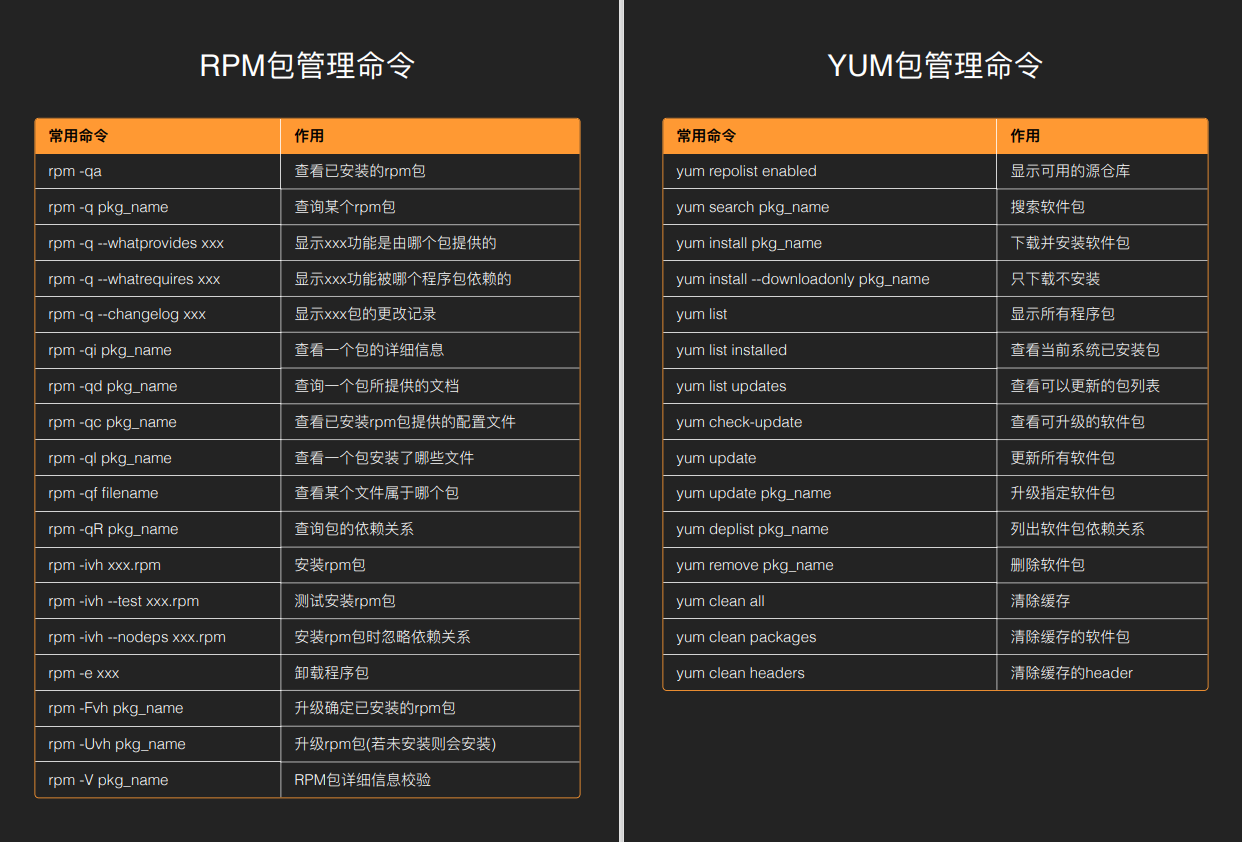 RPM包管理命令
常用命令 作用
rpm -qa 查看已安装的rpm包
rpm -q pkg_name 查询某个rpm包
rpm -q --whatprovides xxx 显示xxx功能是由哪个包提供的
rpm -q --whatrequires xxx 显示xxx功能被哪个程序包依赖的
rpm -q --changelog xxx 显示xxx包的更改记录
rpm -qi pkg_name 查看一个包的详细信息
rpm -qd pkg_name 查询一个包所提供的文档
rpm -qc pkg_name 查看已安装rpm包提供的配置文件
rpm -ql pkg_name 查看一个包安装了哪些文件
rpm -qf filename 查看某个文件属于哪个包
rpm -qR pkg_name 查询包的依赖关系
rpm -ivh xxx.rpm 安装rpm包
rpm -ivh --test xxx.rpm 测试安装rpm包
rpm -ivh --nodeps xxx.rpm 安装rpm包时忽略依赖关系
rpm -e xxx 卸载程序包
rpm -Fvh pkg_name 升级确定已安装的rpm包
rpm -Uvh pkg_name 升级rpm包(若未安装则会安装)
rpm -V pkg_name RPM包详细信息校验
YUM包管理命令
常用命令 作用
yum repolist enabled 显示可用的源仓库
yum search pkg_name 搜索软件包
yum install pkg_name 下载并安装软件包
yum install --downloadonly pkg_name 只下载不安装
yum list 显示所有程序包
yum list installed 查看当前系统已安装包
yum list updates 查看可以更新的包列表
yum check-update 查看可升级的软件包
yum update 更新所有软件包
yum update pkg_name 升级指定软件包
yum deplist pkg_name 列出软件包依赖关系
yum remove pkg_name 删除软件包
yum clean all 清除缓存
yum clean packages 清除缓存的软件包
yum clean headers 清除缓存的header